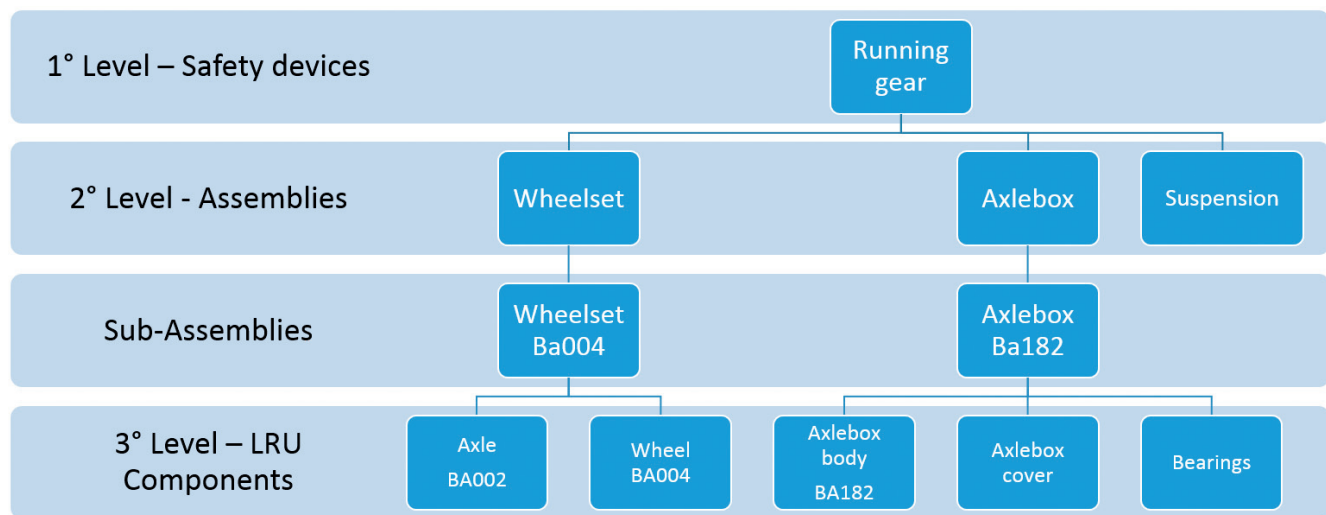 1° Level – Safety devices
Running
gear
2° Level - Assemblies
Wheelset
Axlebox
Suspension
Sub-Assemblies
Wheelset
Ba004
Axlebox
Ba182
3° Level – LRU
Components
Axle
BA002
Wheel
BA004
Axlebox
body
BA182
Axlebox
cover
Bearings